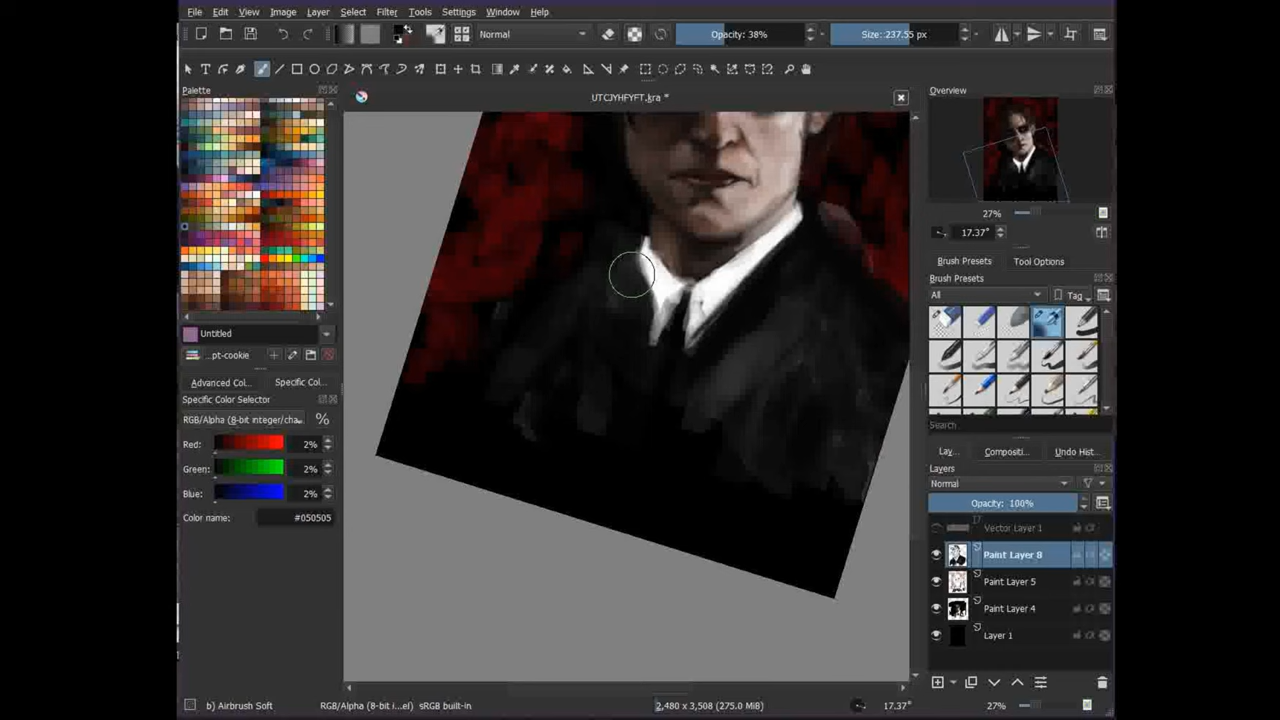 File Edit View Image Layer Select Filter Tools Settings Window Help
Normal Opacity: 38% Size: 237.55 px
Palette
UTCJYHFYFT.kra *
Overview
27%
17.37°
Brush Presets Tool Options
Brush Presets
All Tag
Untitled
...pt-cookie
Advanced Col... Specific Col...
Specific Color Selector
RGB/Alpha (8-bit integer/cha... %
Red: 2%
Green: 2%
Blue: 2%
Color name: #050505
Search
Lay... Compositi... Undo Hist...
Layers
Normal
Opacity: 100%
Vector Layer 1
Paint Layer 8
Paint Layer 5
Paint Layer 4
Layer 1
b) Airbrush Soft RGB/Alpha (8-bit i...el) sRGB built-in 2,480 x 3,508 (275.0 MiB) 17.37° 27%